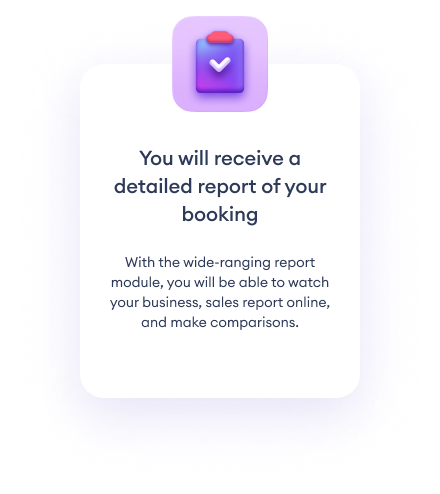 You will receive a
detailed report of your
booking
With the wide-ranging report
module, you will be able to watch
your business, sales report online,
and make comparisons.